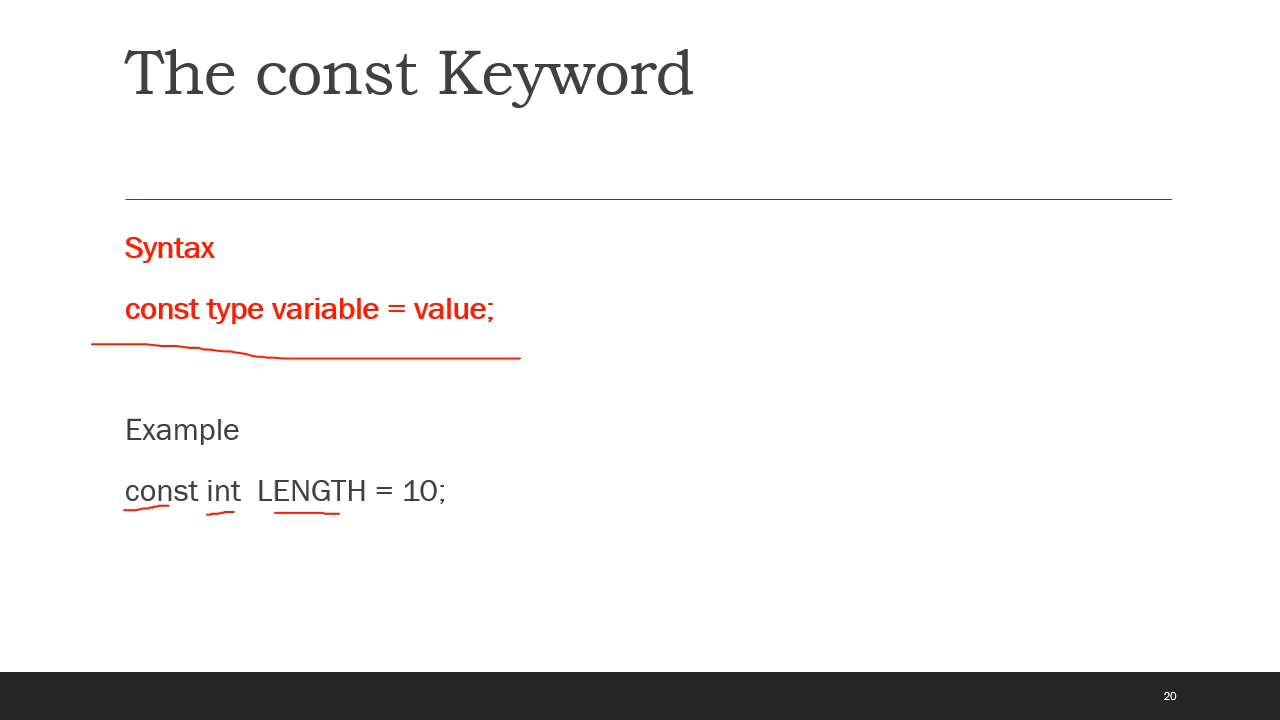 The const Keyword
Syntax
const type variable = value;
Example
const int  LENGTH = 10;
20